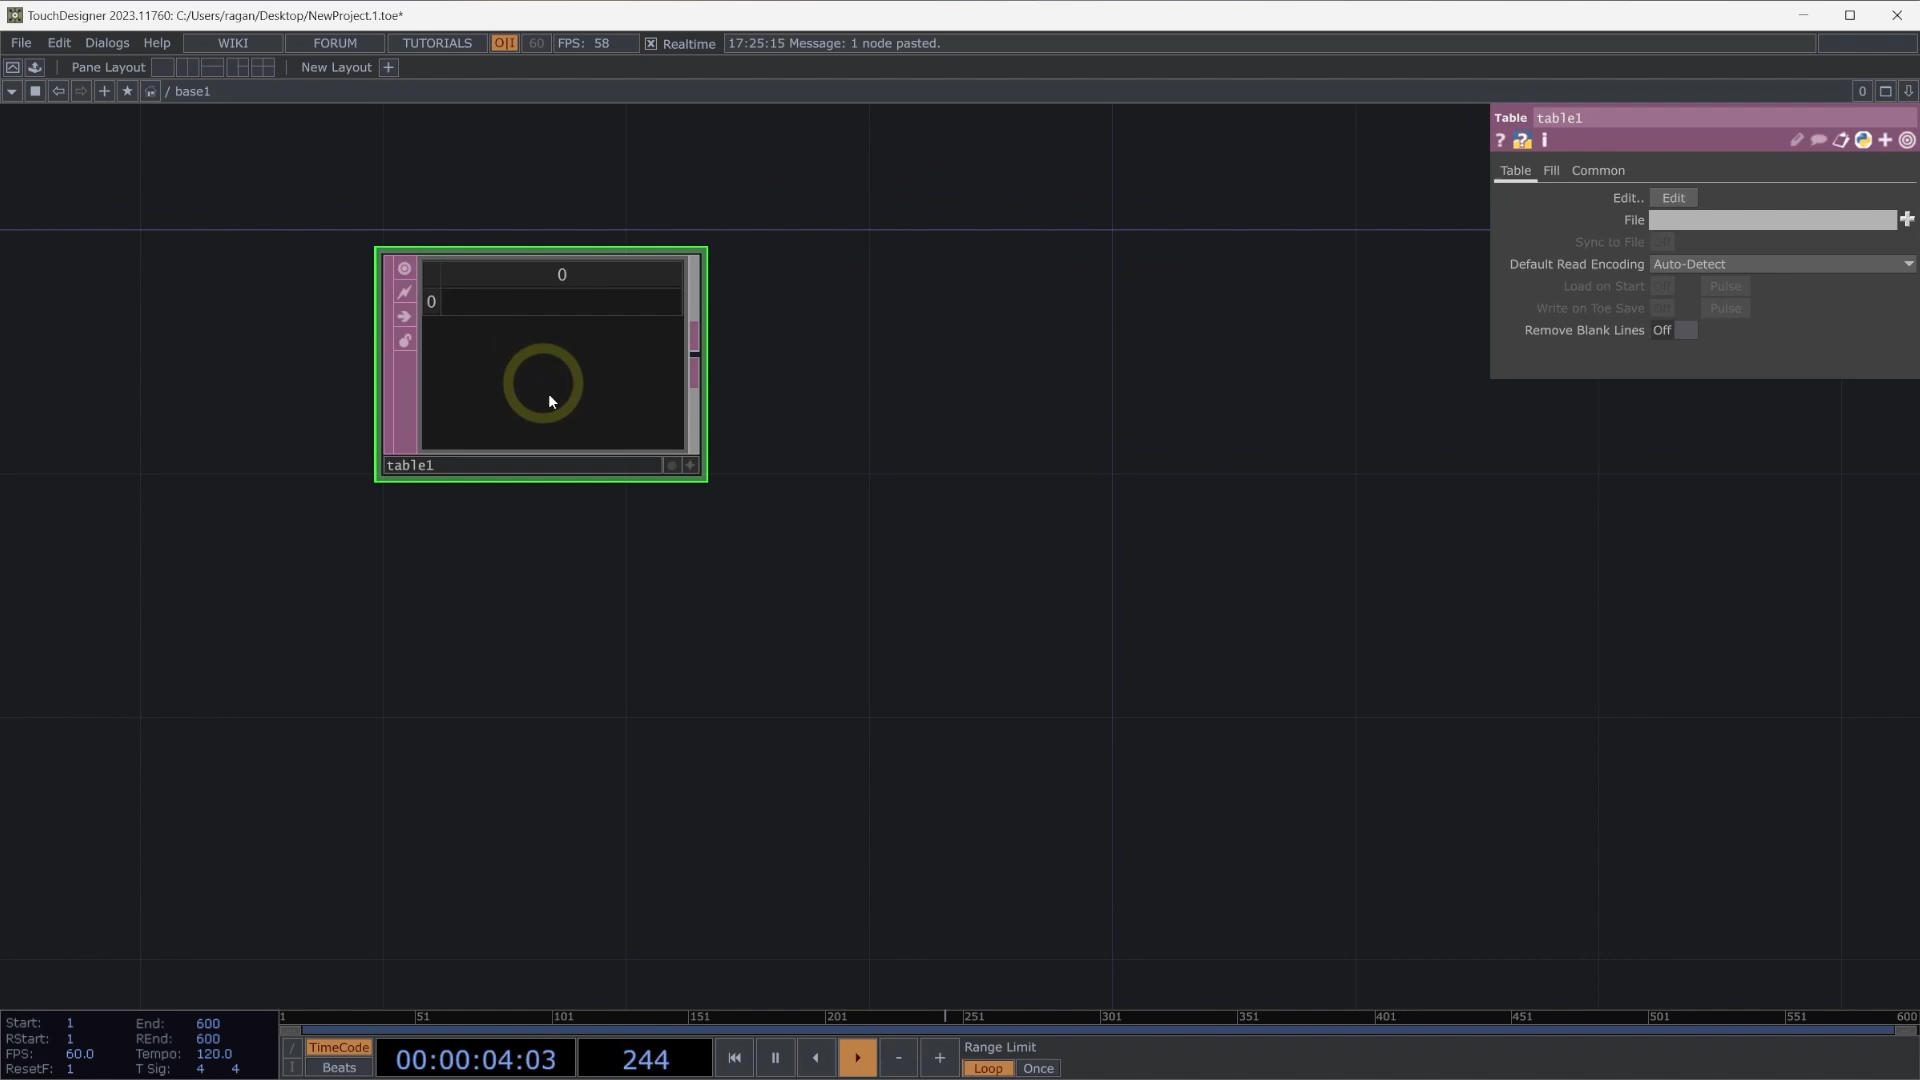 TouchDesigner 2023.11760: C:/Users/ragan/Desktop/NewProject.1.toe*
File Edit Dialogs Help WIKI FORUM TUTORIALS O|I 60 FPS: 58 Realtime 17:25:15 Message: 1 node pasted.
Pane Layout New Layout +
/ base1 0
Table table1
? ? i
Table Fill Common
Edit.. Edit
File
Sync to File Off
Default Read Encoding Auto-Detect
Load on Start Off Pulse
Write on Toe Save Off Pulse
Remove Blank Lines Off
0
0
table1
1 51 101 151 201 251 301 351 401 451 501 551 600
Start: 1 End: 600
RStart: 1 REnd: 600
FPS: 60.0 Tempo: 120.0
ResetF: 1 T Sig: 4 4
/ TimeCode
I Beats
00:00:04:03 244 - +
Range Limit
Loop Once